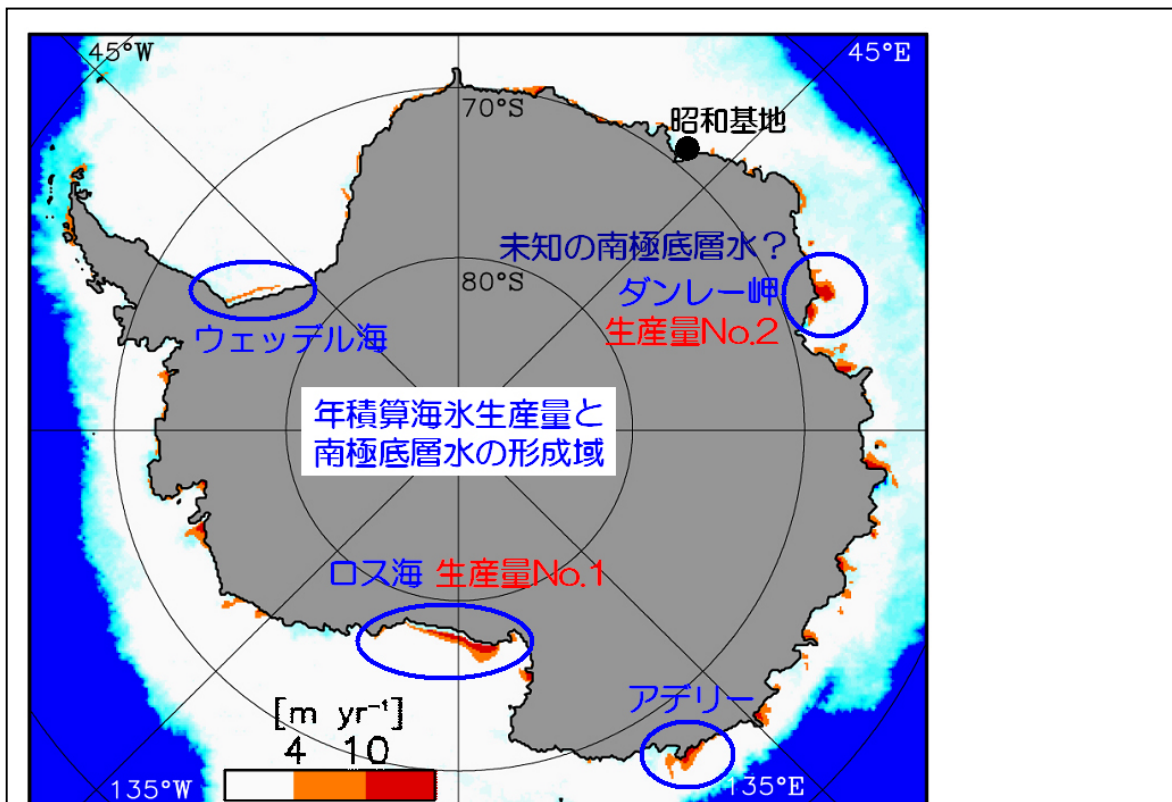 45°W
45°E
70°S
昭和基地
未知の南極底層水？
80°S
ダンレー岬
ウェッデル海
生産量No.2
年積算海氷生産量と
南極底層水の形成域
ロス海 生産量No.1
アデリー
[m yr⁻¹]
4 10
135°W
135°E